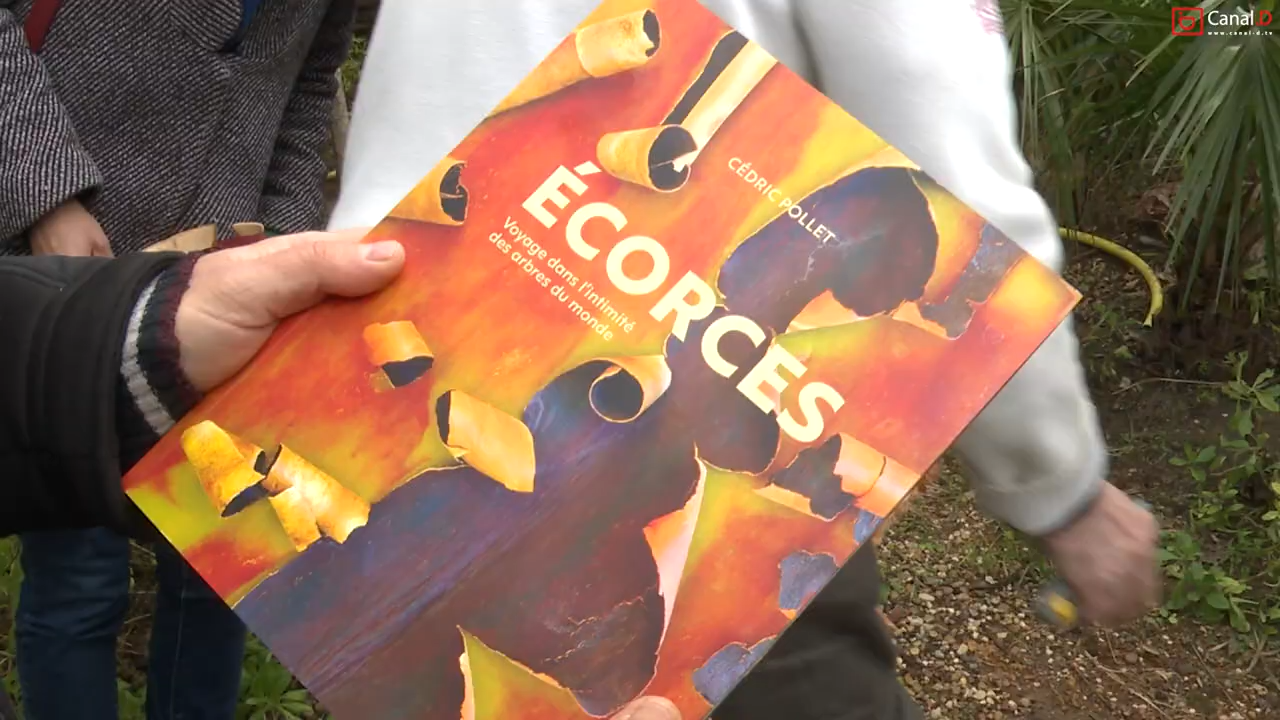 Canal D
www.canal-d.tv
CÉDRIC POLLET
ÉCORCES
Voyage dans l'intimité
des arbres du monde